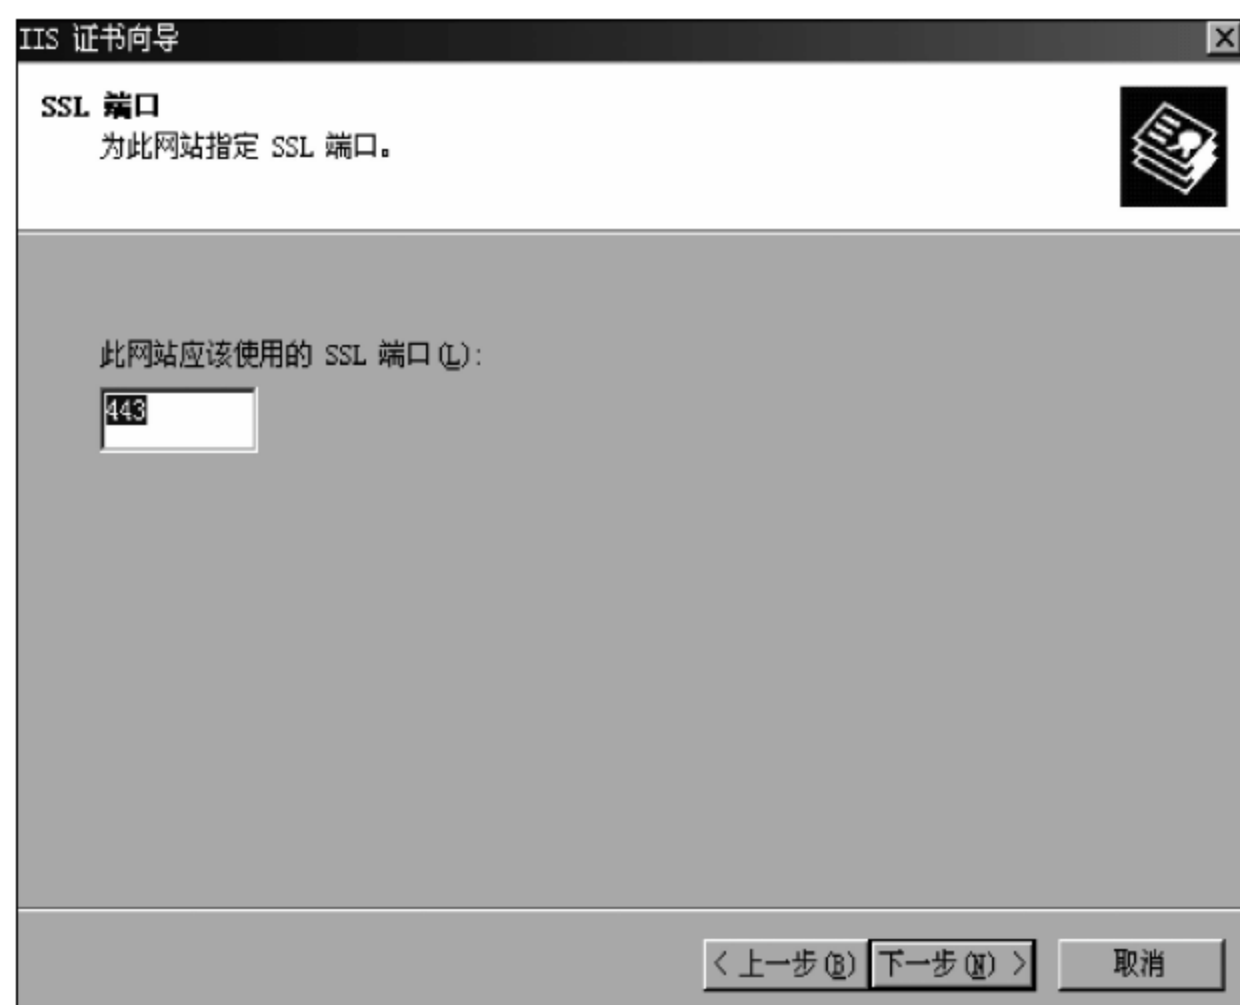 IIS 证书向导
SSL 端口
为此网站指定 SSL 端口。
此网站应该使用的 SSL 端口(L):
443
< 上一步(B) 下一步(N) > 取消